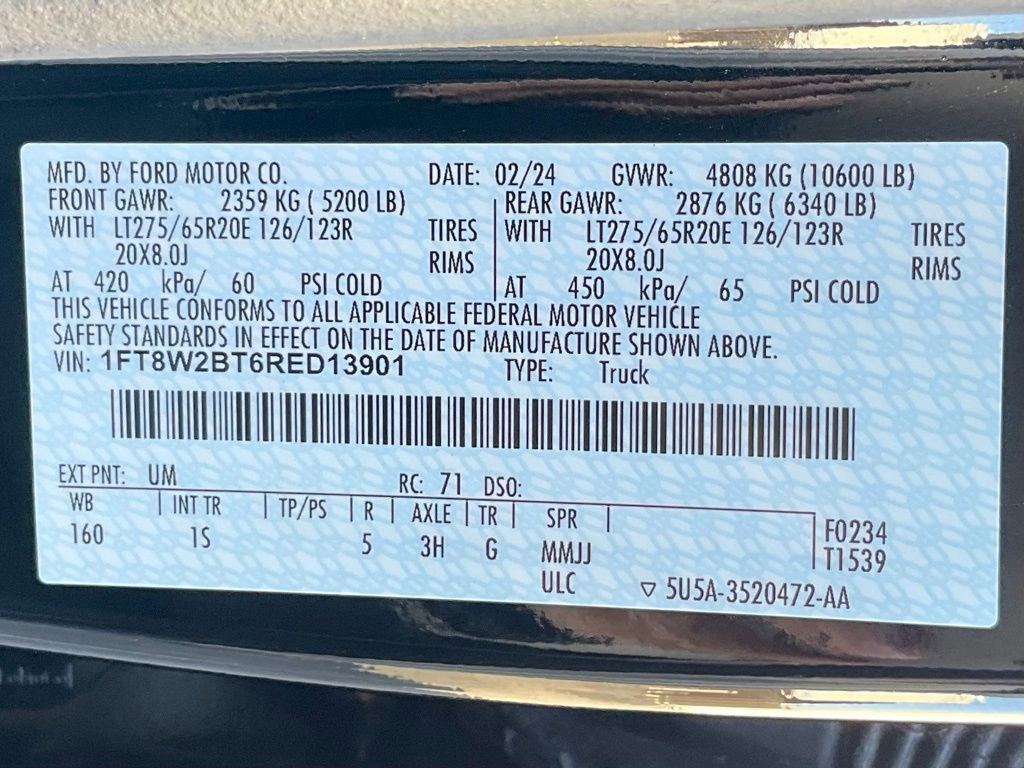 MFD. BY FORD MOTOR CO. DATE: 02/24 GVWR: 4808 KG (10600 LB)
FRONT GAWR: 2359 KG ( 5200 LB) REAR GAWR: 2876 KG ( 6340 LB)
WITH LT275/65R20E 126/123R TIRES WITH LT275/65R20E 126/123R TIRES
20X8.0J RIMS 20X8.0J RIMS
AT 420 kPa/ 60 PSI COLD AT 450 kPa/ 65 PSI COLD
THIS VEHICLE CONFORMS TO ALL APPLICABLE FEDERAL MOTOR VEHICLE
SAFETY STANDARDS IN EFFECT ON THE DATE OF MANUFACTURE SHOWN ABOVE.
VIN: 1FT8W2BT6RED13901 TYPE: Truck
EXT PNT: UM RC: 71 DSO:
WB INT TR TP/PS R AXLE TR SPR F0234
160 1S 5 3H G MMJJ T1539
ULC 5U5A-3520472-AA